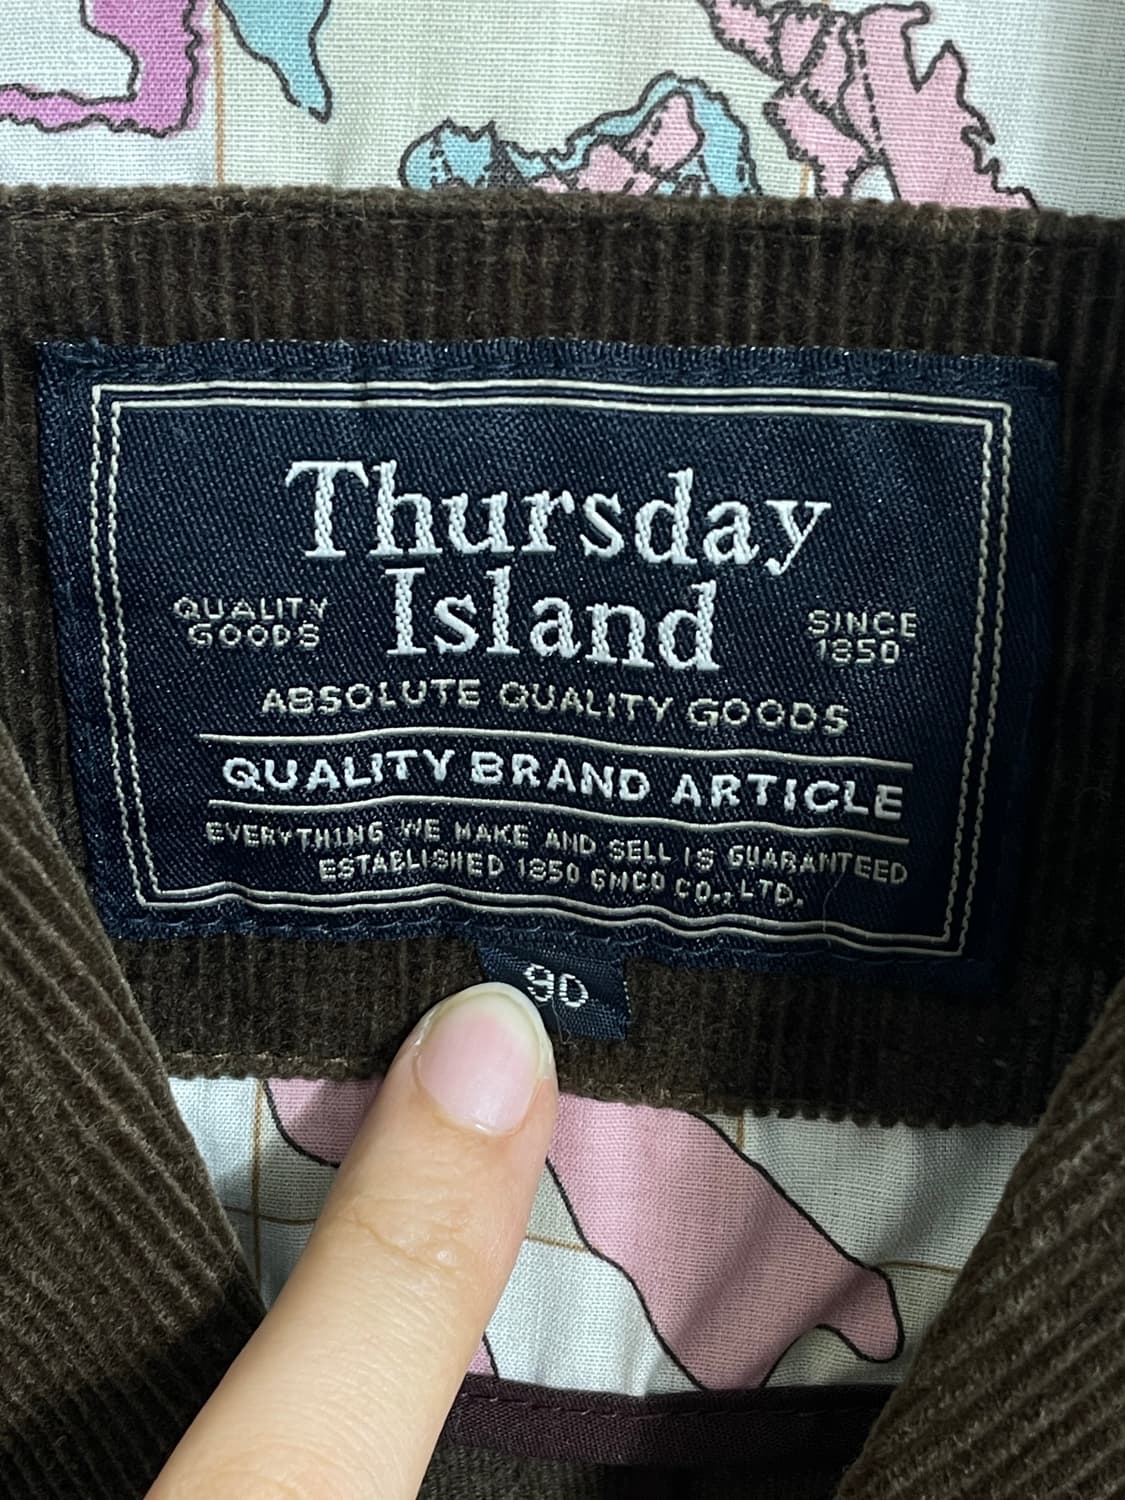 Thursday
Island
QUALITY
GOODS
SINCE
1850
ABSOLUTE QUALITY GOODS
QUALITY BRAND ARTICLE
EVERYTHING WE MAKE AND SELL IS GUARANTEED
ESTABLISHED 1850 GMCO CO., LTD.
90